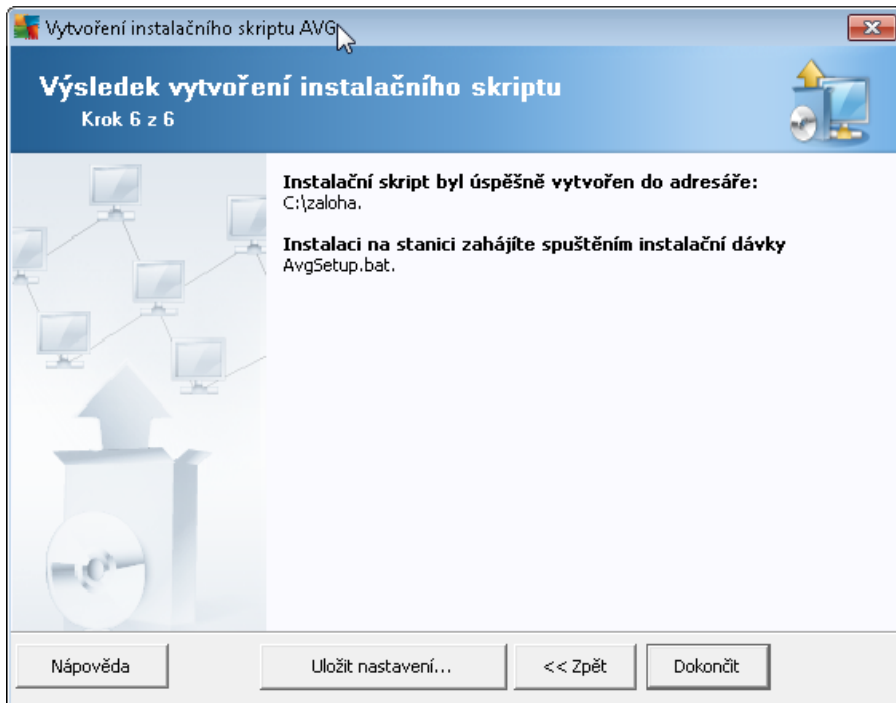 Vytvoření instalačního skriptu AVG
Výsledek vytvoření instalačního skriptu
Krok 6 z 6
Instalační skript byl úspěšně vytvořen do adresáře:
C:\zaloha.
Instalaci na stanici zahájíte spuštěním instalační dávky
AvgSetup.bat.
Nápověda
Uložit nastavení...
<< Zpět
Dokončit